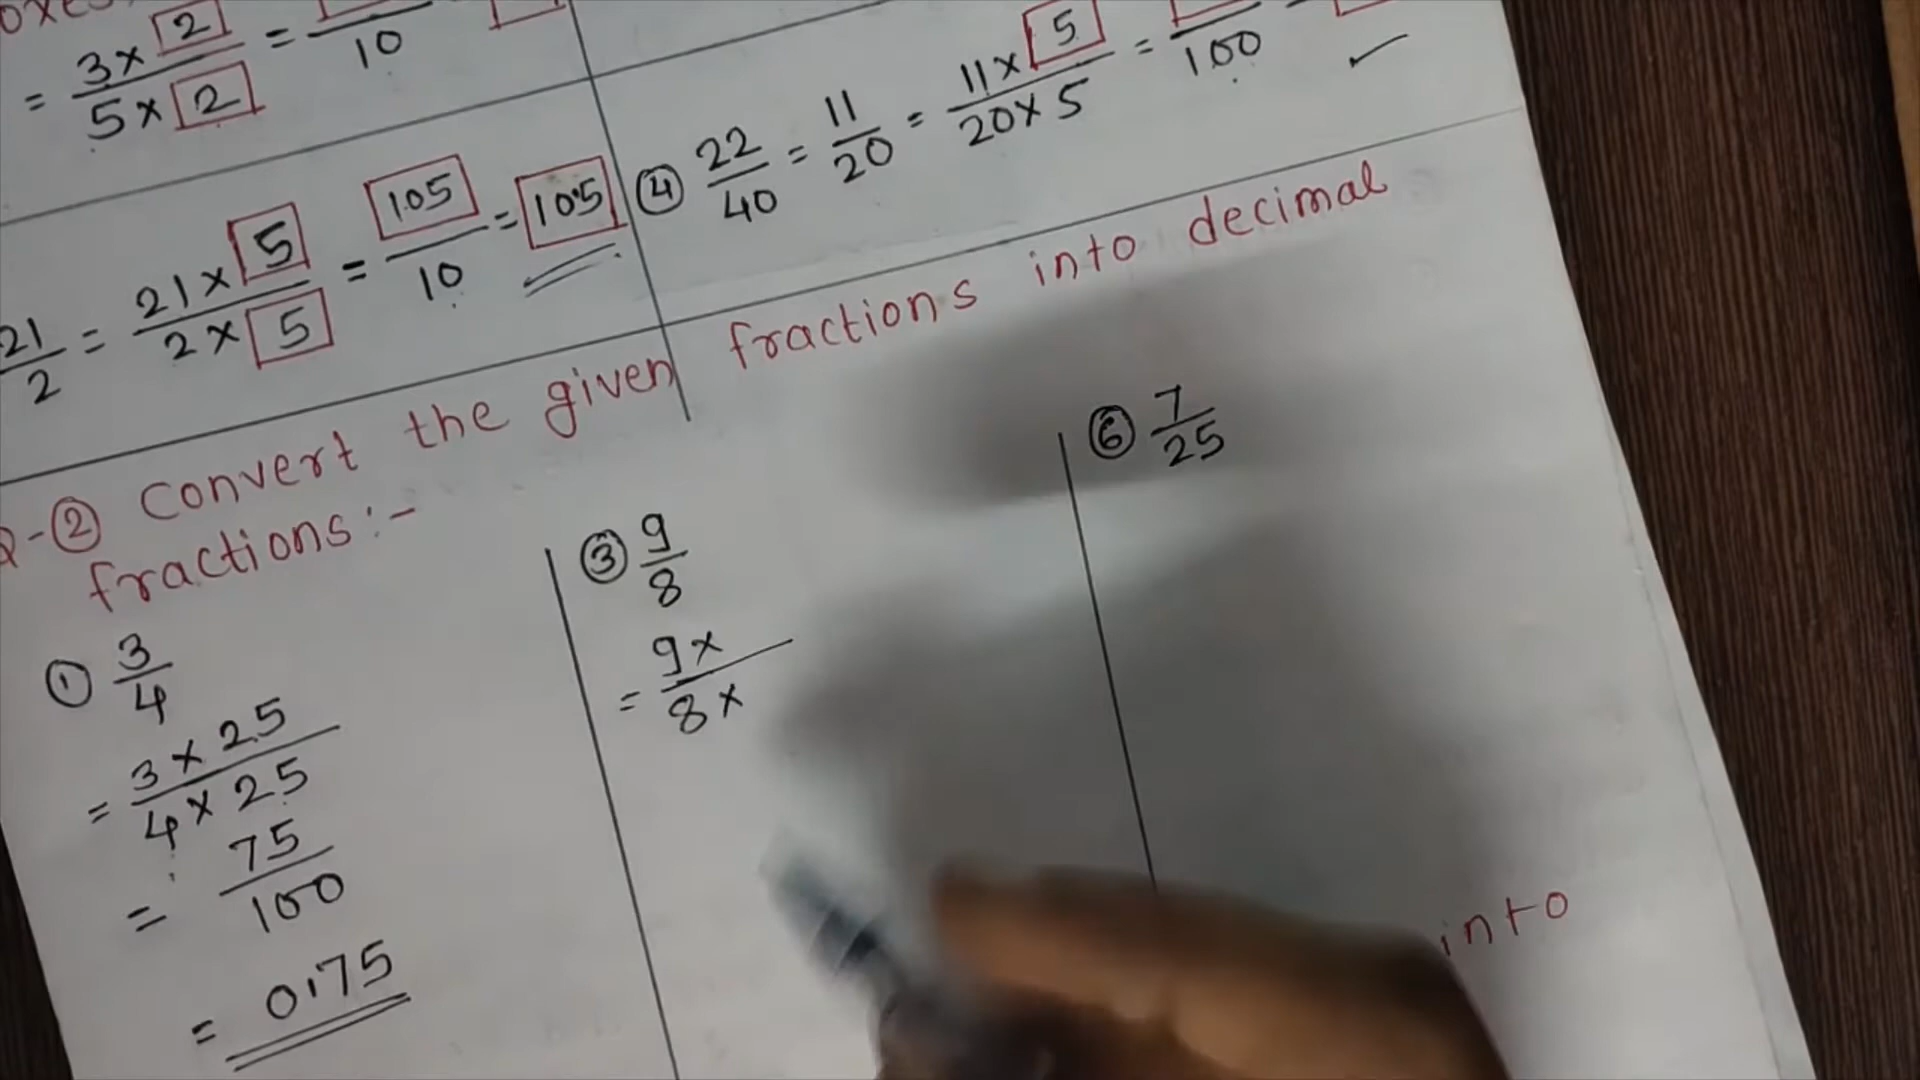 = 3 × 2 / 5 × 2 = / 10
④ 22/40 = 11/20 = 11 × 5 / 20 × 5 = / 100
21/2 = 21 × 5 / 2 × 5 = 105/10 = 10.5
② Convert the given fractions into decimal
fractions:-
① 3/4
= 3 × 25 / 4 × 25
= 75/100
= 0.75
③ 9/8
= 9 × / 8 ×
⑥ 7/25
into